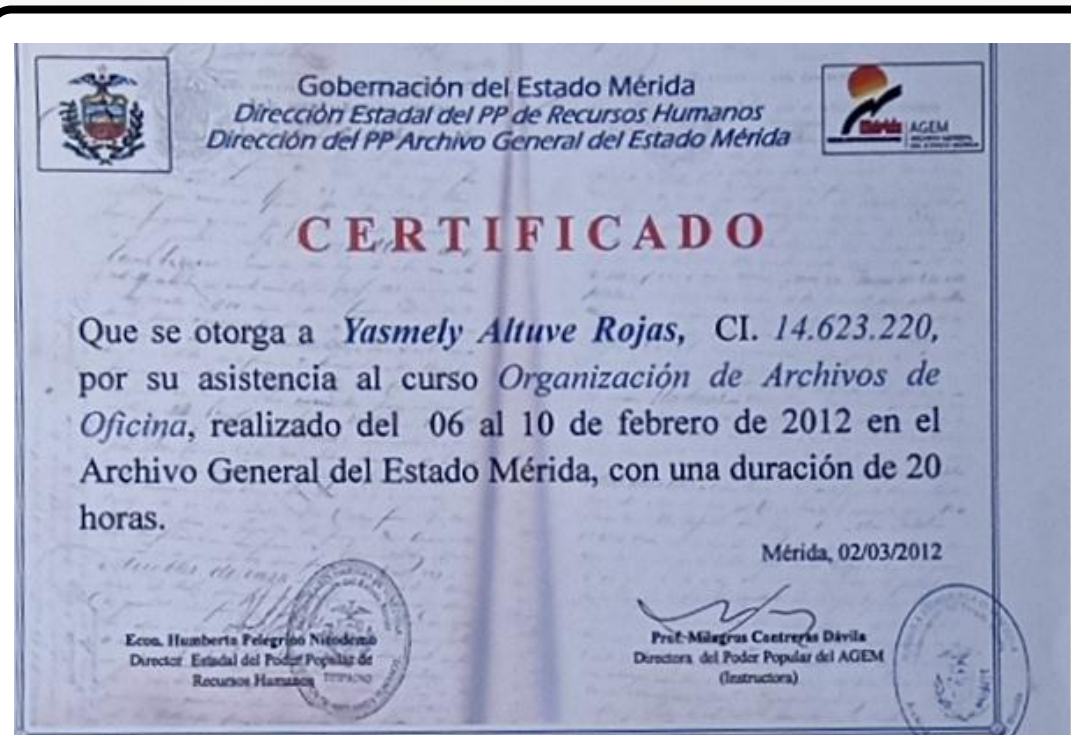 Gobernación del Estado Mérida
Dirección Estadal del PP de Recursos Humanos
Dirección del PP Archivo General del Estado Mérida
Mérida AGEM
CERTIFICADO
Que se otorga a Yasmely Altuve Rojas, CI. 14.623.220,
por su asistencia al curso Organización de Archivos de
Oficina, realizado del 06 al 10 de febrero de 2012 en el
Archivo General del Estado Mérida, con una duración de 20
horas.
Mérida, 02/03/2012
Econ. Humberto Pelegrino Nicodemo
Director Estadal del Poder Popular de
Recursos Humanos
Prof. Milagros Contreras Dávila
Directora del Poder Popular del AGEM
(Instructora)